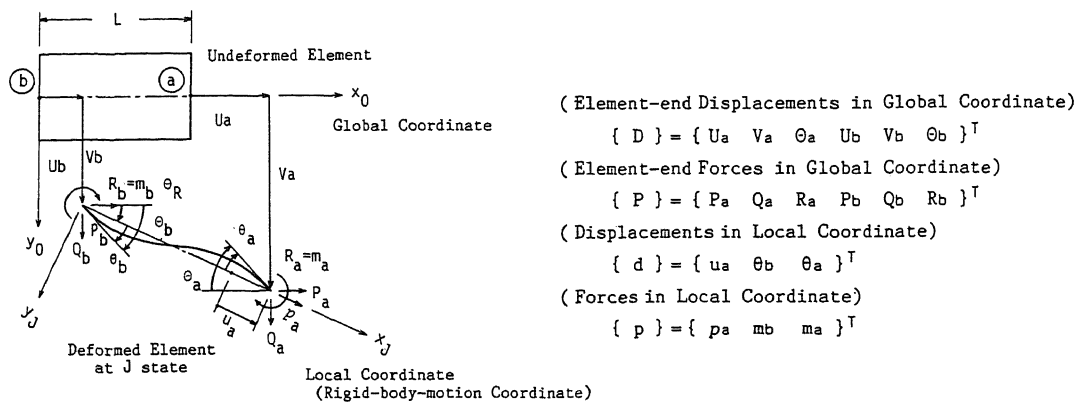 L
Undeformed Element
b
a
x0
Ua
Global Coordinate
Ub
Vb
Va
Rb=mb
ΘR
Pb
Θb
θa
y0
Qb
θb
Θa
Ra=ma
Pa
ua
pa
Qa
yJ
xJ
Deformed Element
at J state
Local Coordinate
(Rigid-body-motion Coordinate)
( Element-end Displacements in Global Coordinate)
{ D } = { Ua Va Θa Ub Vb Θb }T
( Element-end Forces in Global Coordinate)
{ P } = { Pa Qa Ra Pb Qb Rb }T
( Displacements in Local Coordinate)
{ d } = { ua θb θa }T
(Forces in Local Coordinate)
{ p } = { pa mb ma }T